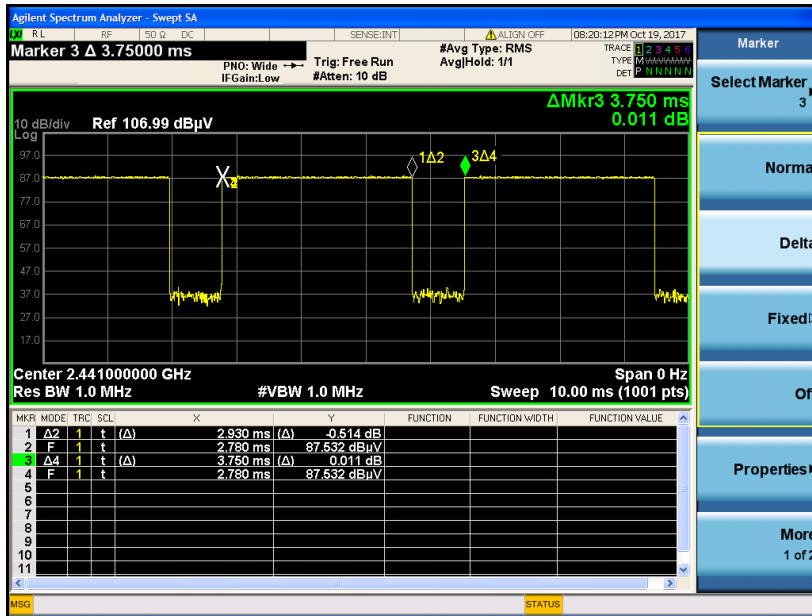 Agilent Spectrum Analyzer - Swept SA
LXI RL RF 50 Ω DC SENSE:INT ALIGN OFF 08:20:12 PM Oct 19, 2017
Marker 3 Δ 3.75000 ms
PNO: Wide
IFGain:Low
Trig: Free Run
#Atten: 10 dB
#Avg Type: RMS
Avg|Hold: 1/1
TRACE 1 2 3 4 5 6
TYPE M W W W W W
DET P N N N N N
ΔMkr3 3.750 ms
0.011 dB
10 dB/div Ref 106.99 dBµV
Log
97.0
87.0
77.0
67.0
57.0
47.0
37.0
27.0
17.0
1Δ2
3Δ4
Center 2.441000000 GHz Span 0 Hz
Res BW 1.0 MHz #VBW 1.0 MHz Sweep 10.00 ms (1001 pts)
MKR MODE TRC SCL X Y FUNCTION FUNCTION WIDTH FUNCTION VALUE
1 Δ2 1 t (Δ) 2.930 ms (Δ) -0.514 dB
2 F 1 t 2.780 ms 87.532 dBµV
3 Δ4 1 t (Δ) 3.750 ms (Δ) 0.011 dB
4 F 1 t 2.780 ms 87.532 dBµV
5
6
7
8
9
10
11
MSG STATUS
Marker
Select Marker
3
Norma
Delta
Fixed
Of
Properties
More
1 of 2